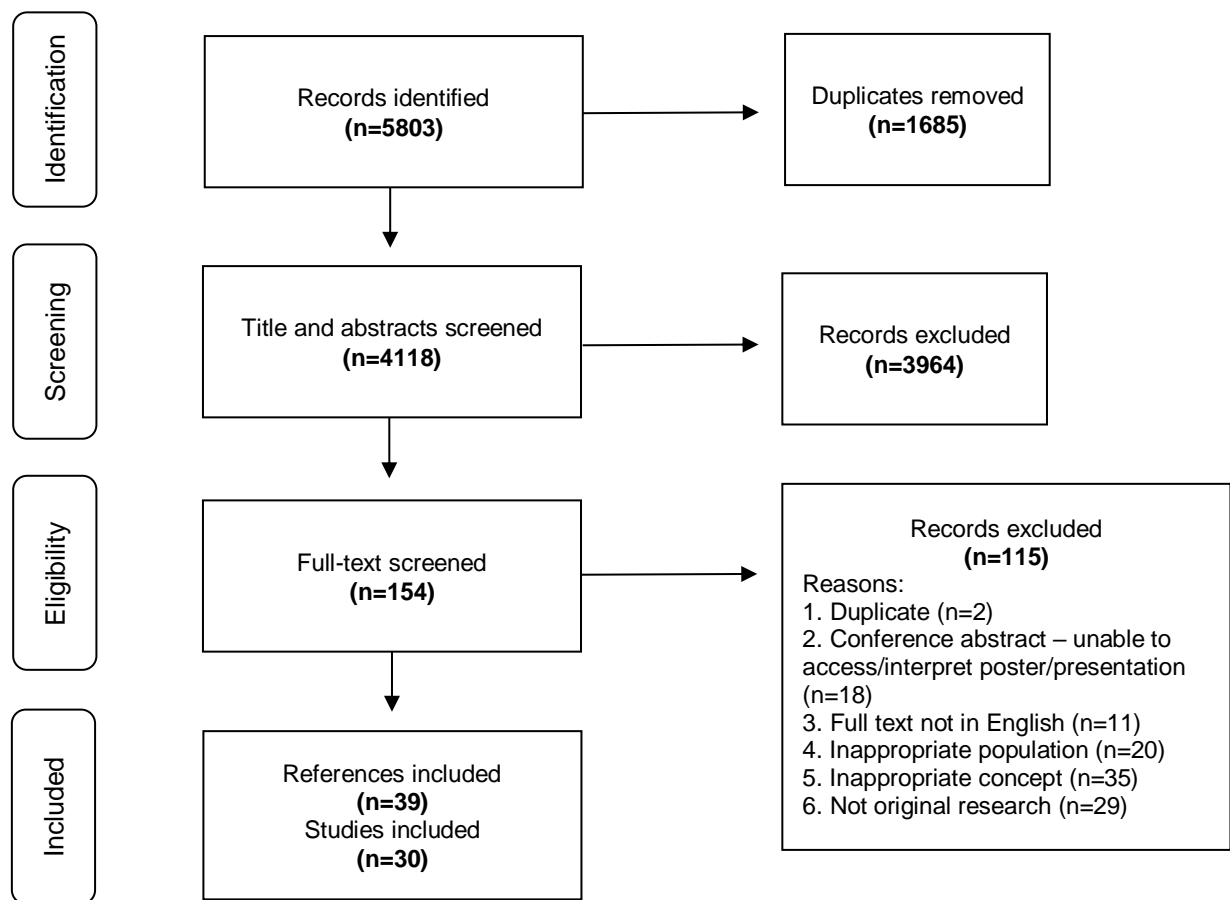 Identification
Records identified
(n=5803)
Duplicates removed
(n=1685)
Screening
Title and abstracts screened
(n=4118)
Records excluded
(n=3964)
Eligibility
Full-text screened
(n=154)
Records excluded
(n=115)
Reasons:
1. Duplicate (n=2)
2. Conference abstract – unable to
access/interpret poster/presentation
(n=18)
3. Full text not in English (n=11)
4. Inappropriate population (n=20)
5. Inappropriate concept (n=35)
6. Not original research (n=29)
Included
References included
(n=39)
Studies included
(n=30)